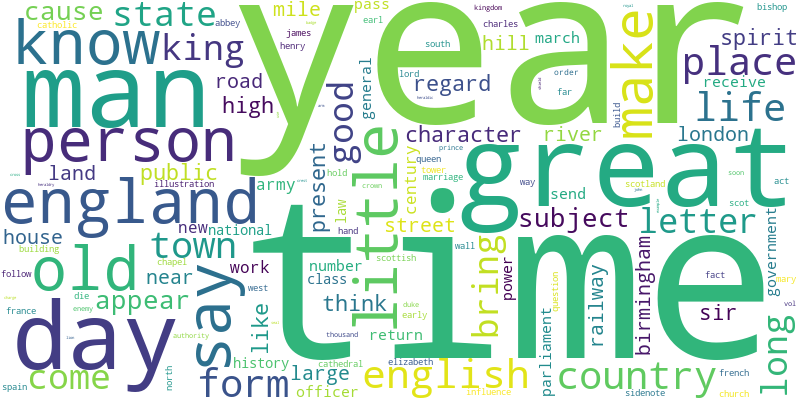 cause
state
mile
abbey
pass
earl
kingdom
charles
bishop
catholic
james
henry
year
south
march
hill
spirit
know
king
lord
order
far
place
receive
man
road
regard
high
good
general
make
build
life
person
character
river
london
land
public
present
law
little
century
queen
prince
tower
marriage
way
great
send
scotland
act
soon
scot
england
illustration
heraldry
army
hold
crown
new
national
street
subject
letter
house
building
town
hand
scottish
wall
government
old
chapel
near
work
number
class
west
time
bring
power
fact
mary
follow
appear
say
like
think
duke
early
return
thousand
question
railway
birmingham
sir
vol
long
france
die
enemy
day
authority
history
cathedral
elizabeth
parliament
french
spain
come
north
form
large
officer
english
influence
country
sidenote
church